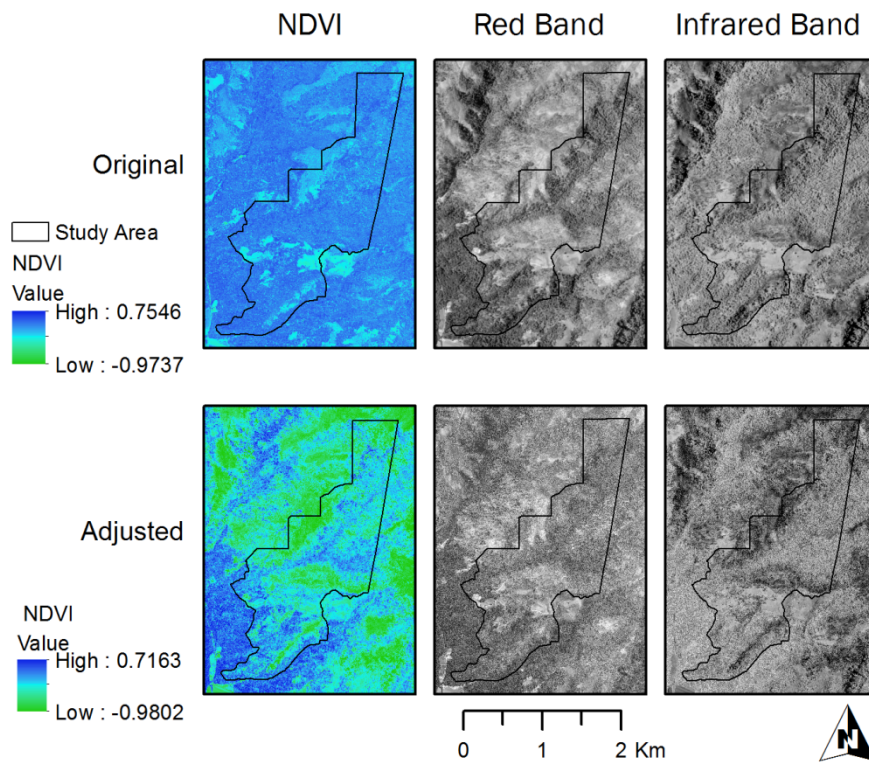 NDVI
Red Band
Infrared Band
Original
Study Area
NDVI
Value
High : 0.7546
Low : -0.9737
Adjusted
NDVI
Value
High : 0.7163
Low : -0.9802
0 1 2 Km
N